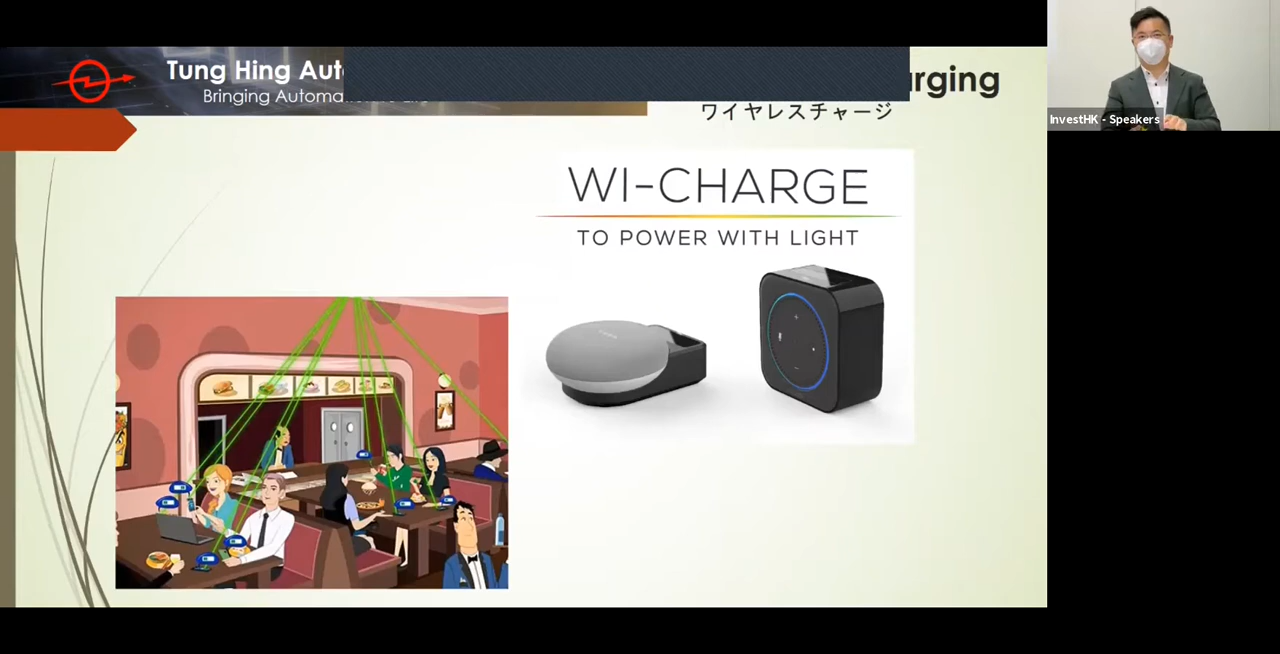 Tung Hing Aut
Bringing Automa
rging
ワイヤレスチャージ
InvestHK - Speakers
WI-CHARGE
TO POWER WITH LIGHT